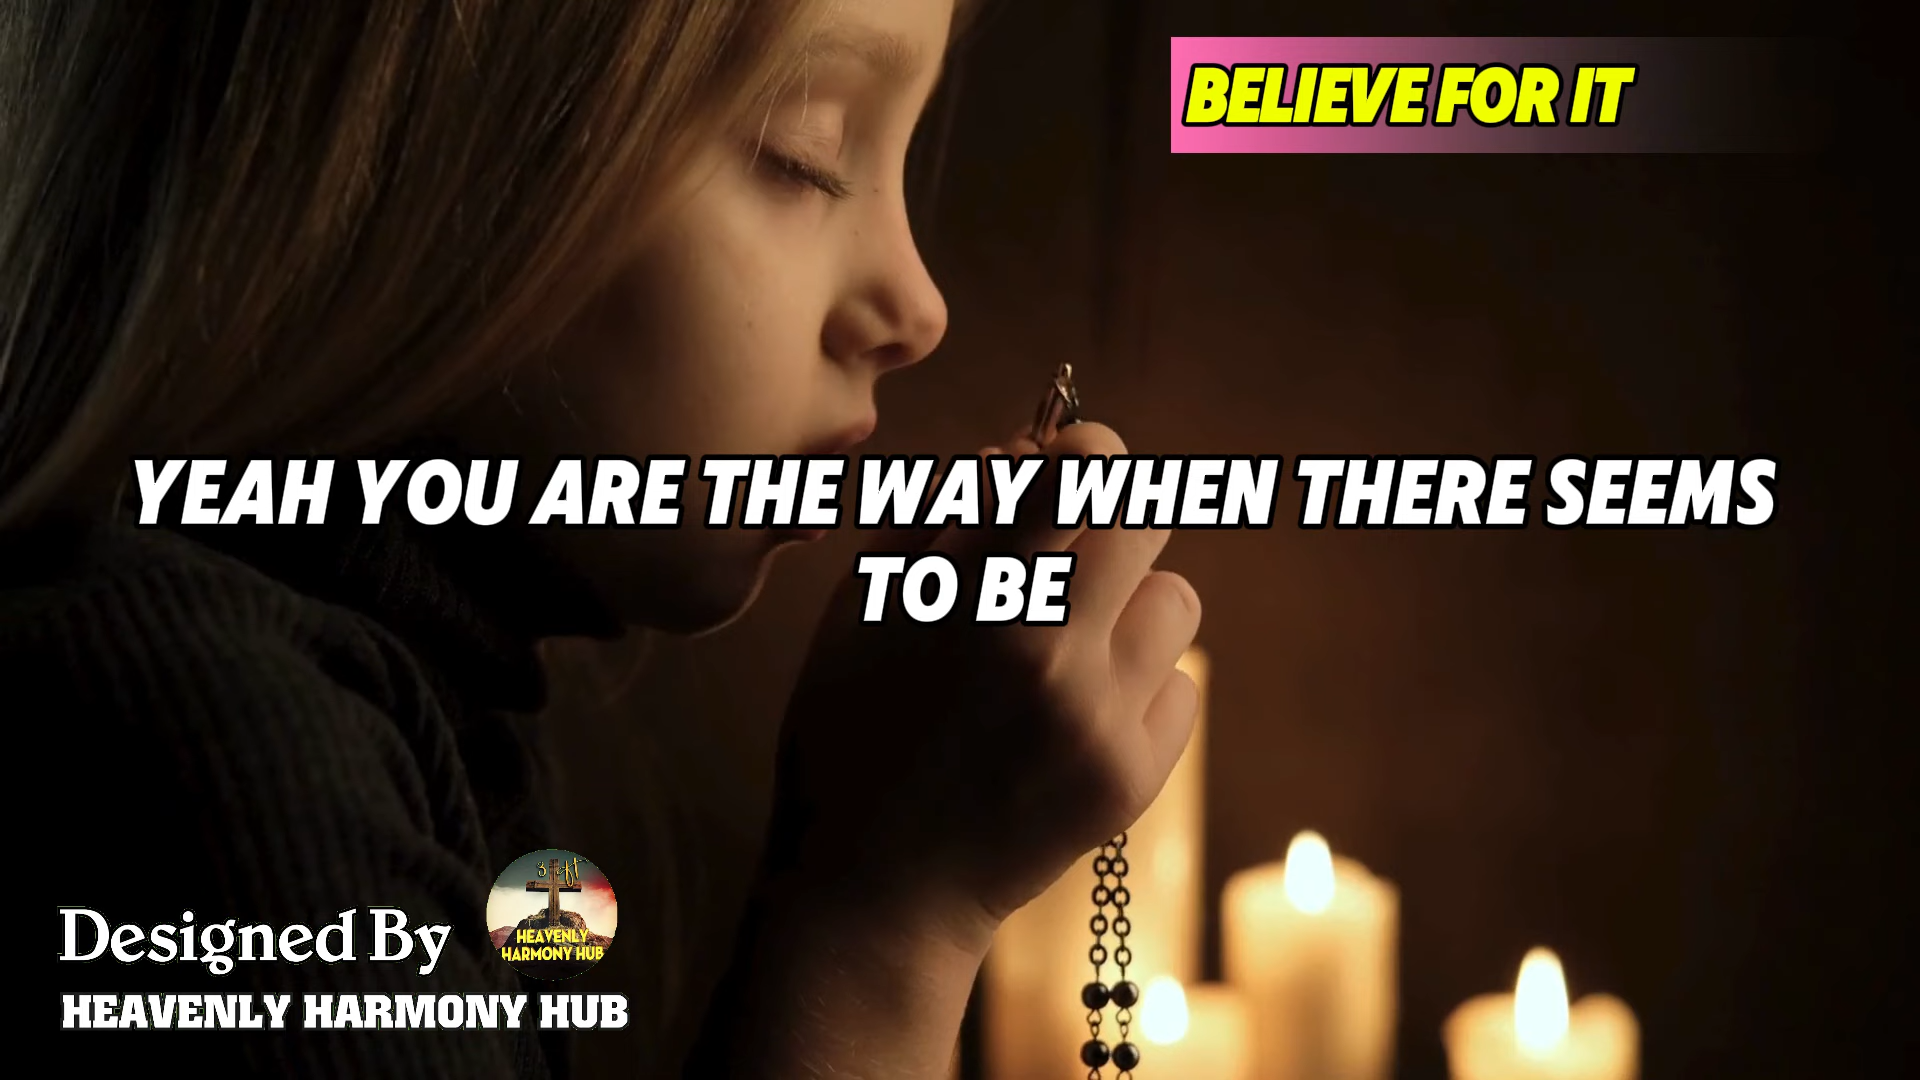 BELIEVE FOR IT
YEAH YOU ARE THE WAY WHEN THERE SEEMS
TO BE
Designed By
HEAVENLY
HARMONY HUB
HEAVENLY HARMONY HUB